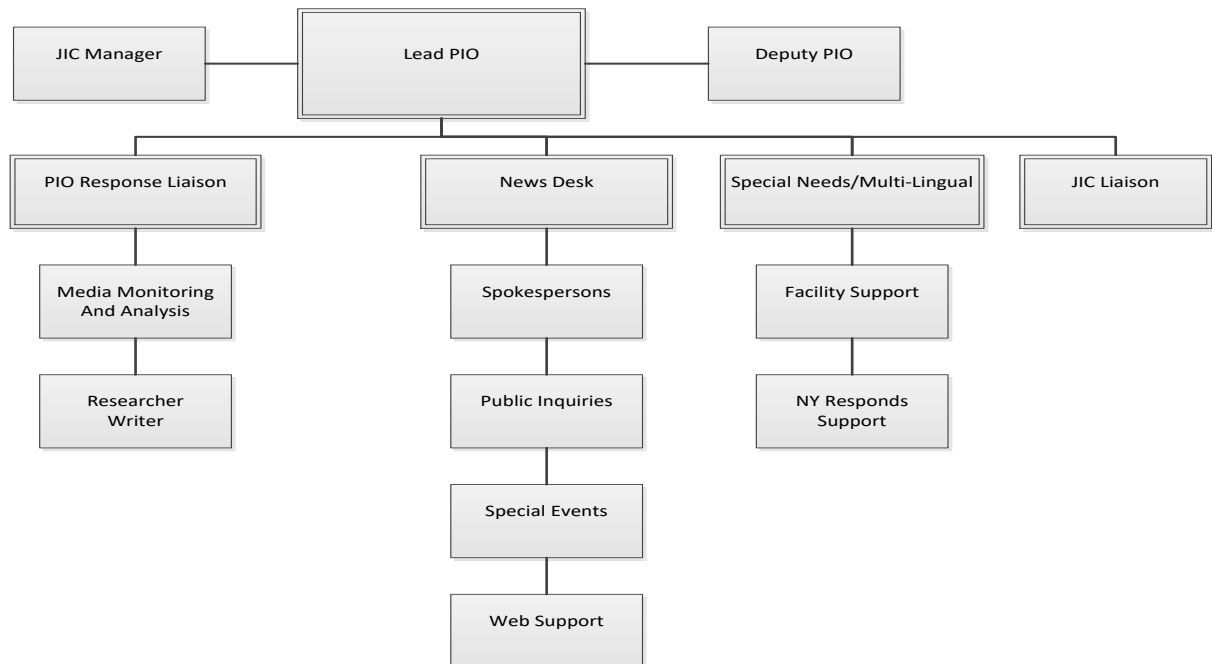 JIC Manager
Lead PIO
Deputy PIO
PIO Response Liaison
News Desk
Special Needs/Multi-Lingual
JIC Liaison
Media Monitoring
And Analysis
Spokespersons
Facility Support
Researcher
Writer
Public Inquiries
NY Responds
Support
Special Events
Web Support